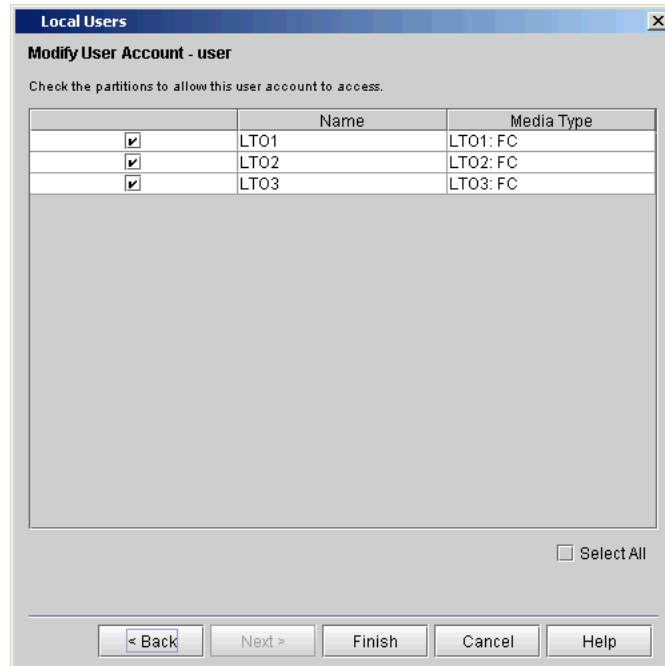 Local Users
Modify User Account - user
Check the partitions to allow this user account to access.
Name Media Type
LTO1 LTO1: FC
LTO2 LTO2: FC
LTO3 LTO3: FC
Select All
< Back Next > Finish Cancel Help